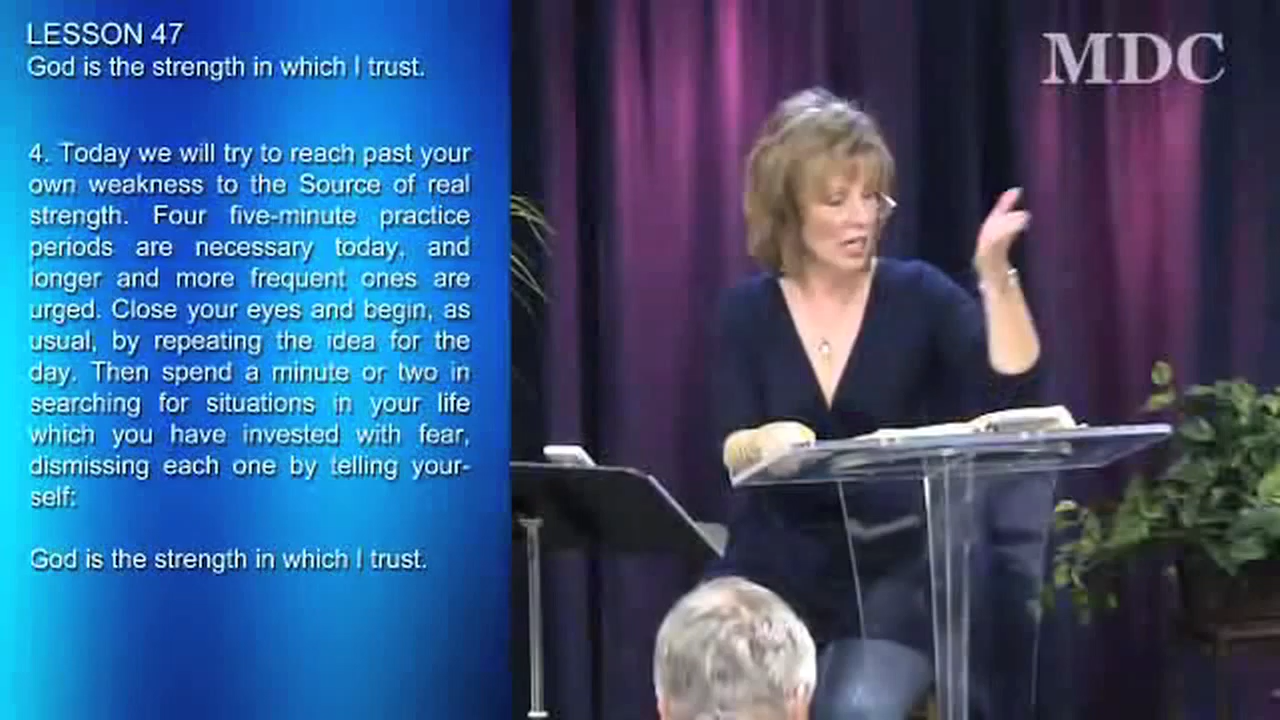 LESSON 47
God is the strength in which I trust.
4. Today we will try to reach past your
own weakness to the Source of real
strength. Four five-minute practice
periods are necessary today, and
longer and more frequent ones are
urged. Close your eyes and begin, as
usual, by repeating the idea for the
day. Then spend a minute or two in
searching for situations in your life
which you have invested with fear,
dismissing each one by telling your-
self:
God is the strength in which I trust.
MDC